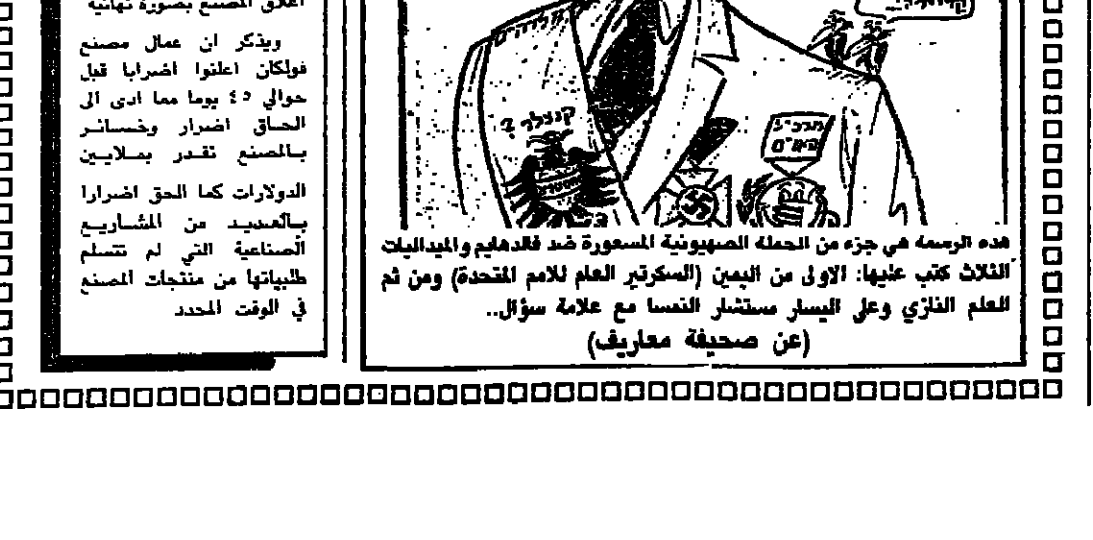 اغلاق المصنع بصورة نهائية
ويذكر ان عمال مصنع
فولكان اعلنوا اضرابا قبل
حوالي ٤٥ يوما مما ادى الى
الحاق اضرار وخسائر
بالمصنع تقدر بملايين
الدولارات كما الحق اضرارا
بالعديد من المشاريع
الصناعية التي لم تتسلم
طلبياتها من منتجات المصنع
في الوقت المحدد
קנצלר ?
מזכ״ל
האו״ם
هذه الرسمة هي جزء من الحملة الصهيونية المسعورة ضد فالدهايم والميداليات
الثلاث كتب عليها: الاولى من اليمين (السكرتير العام للامم المتحدة) ومن ثم
العلم النازي وعلى اليسار مستشار النمسا مع علامة سؤال..
(عن صحيفة معاريف)